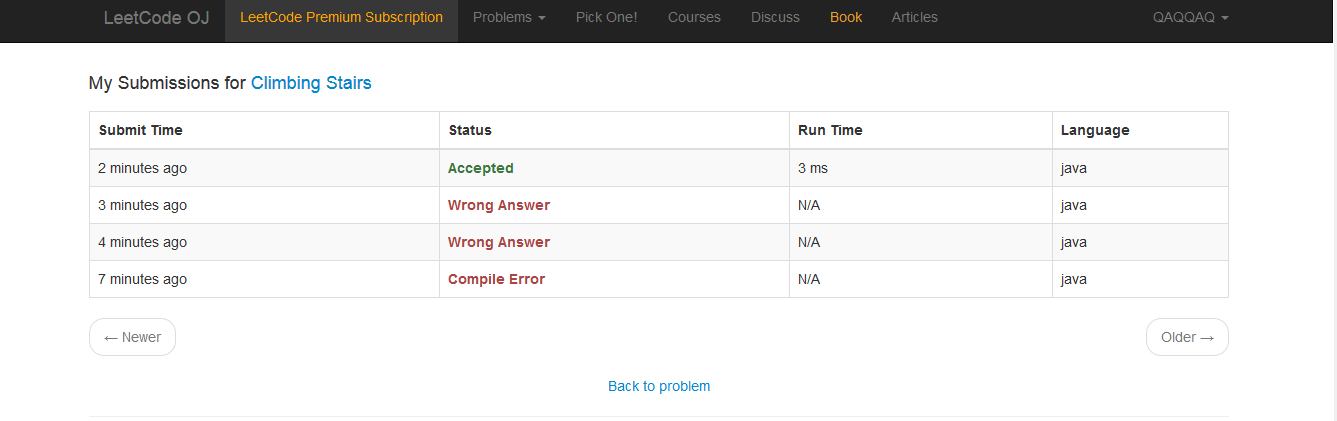 LeetCode OJ LeetCode Premium Subscription Problems Pick One! Courses Discuss Book Articles QAQQAQ
My Submissions for Climbing Stairs
Submit Time Status Run Time Language
2 minutes ago Accepted 3 ms java
3 minutes ago Wrong Answer N/A java
4 minutes ago Wrong Answer N/A java
7 minutes ago Compile Error N/A java
← Newer Older →
Back to problem